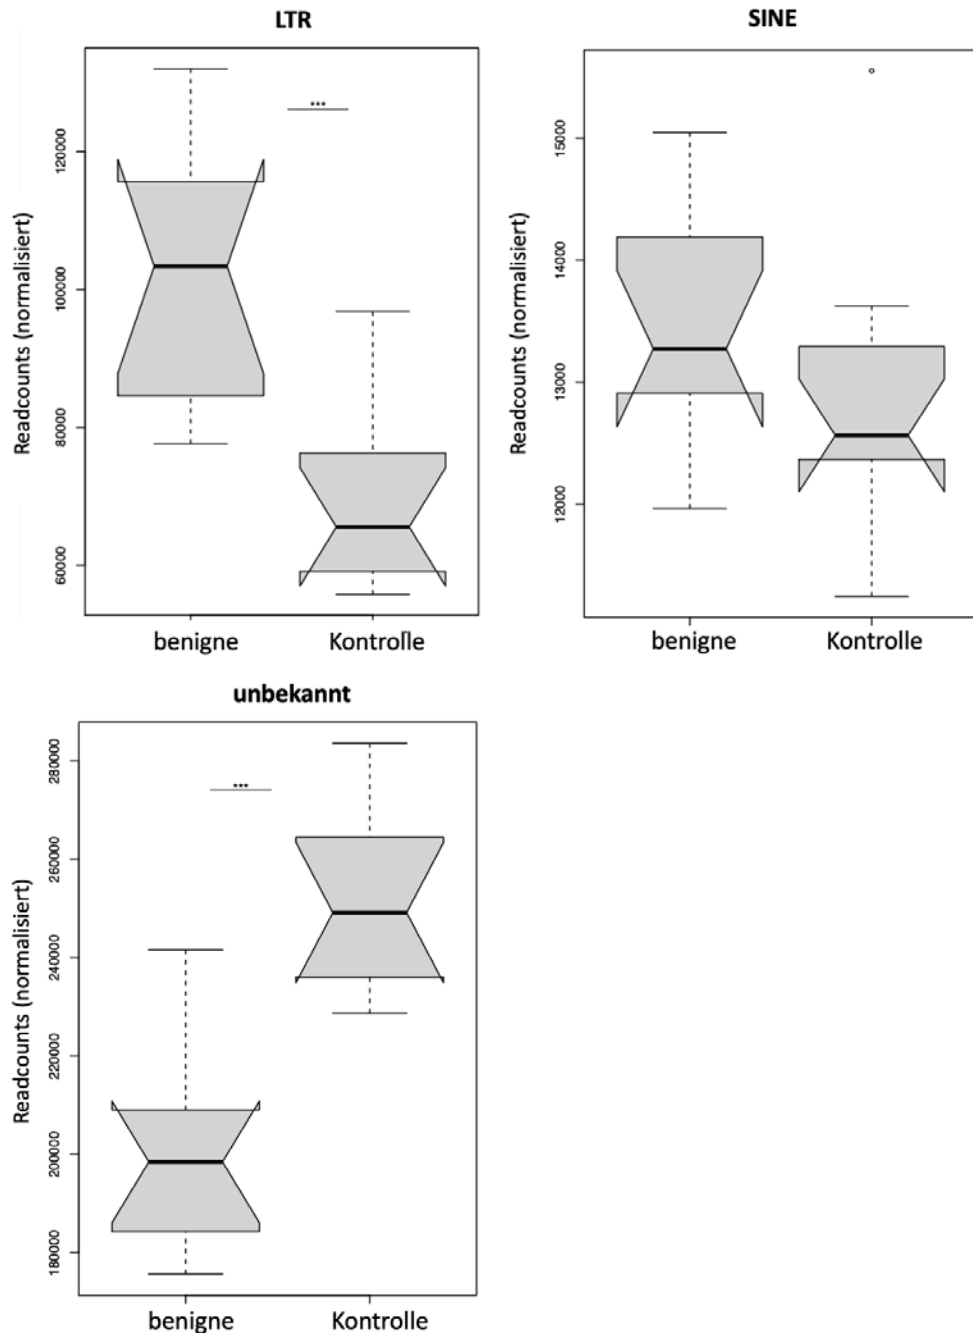 LTR
Readcounts (normalisiert)
120000
100000
80000
60000
***
benigne
Kontrolle
SINE
Readcounts (normalisiert)
15000
14000
13000
12000
benigne
Kontrolle
unbekannt
Readcounts (normalisiert)
280000
260000
240000
220000
200000
180000
***
benigne
Kontrolle